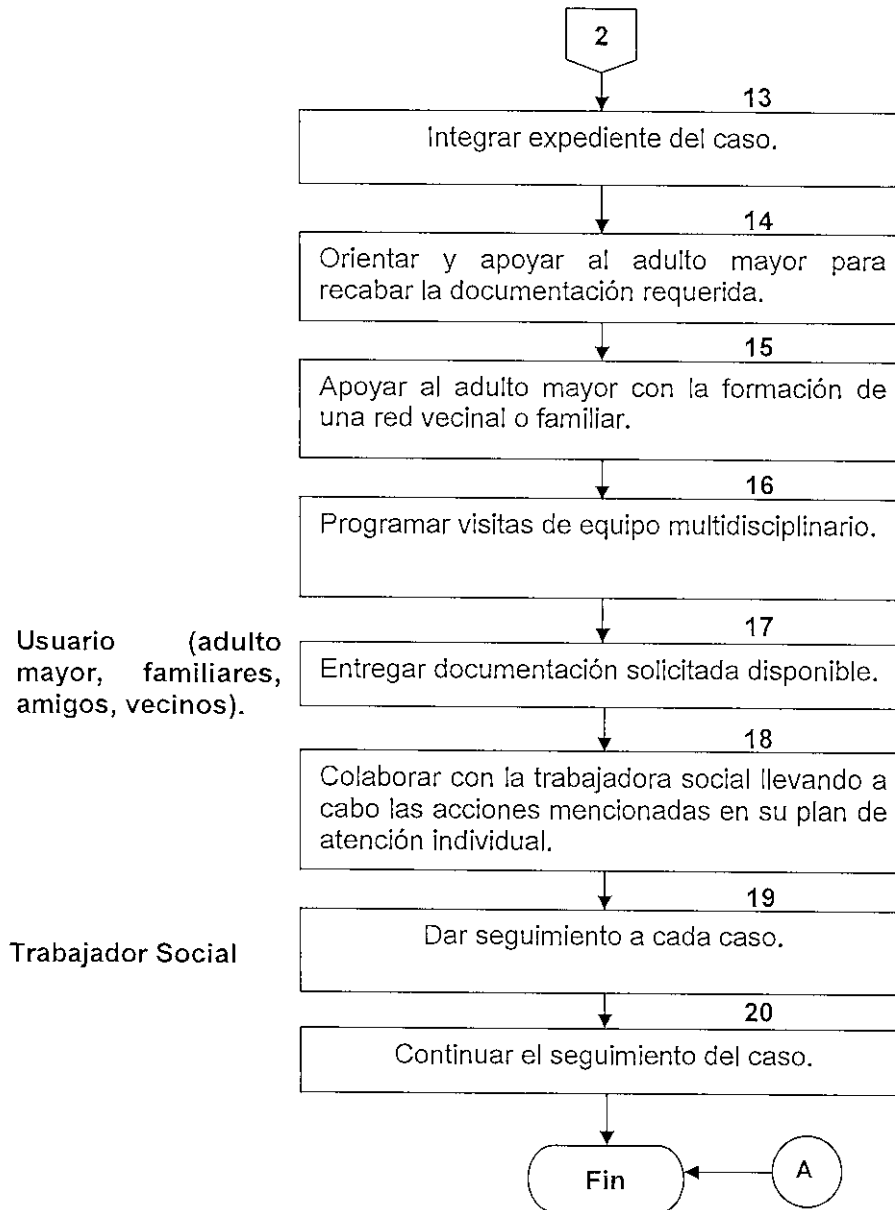 2
13
Integrar expediente del caso.
14
Orientar y apoyar al adulto mayor para
recabar la documentación requerida.
15
Apoyar al adulto mayor con la formación de
una red vecinal o familiar.
16
Programar visitas de equipo multidisciplinario.
17
Usuario (adulto
mayor, familiares,
amigos, vecinos).
Entregar documentación solicitada disponible.
18
Colaborar con la trabajadora social llevando a
cabo las acciones mencionadas en su plan de
atención individual.
19
Trabajador Social
Dar seguimiento a cada caso.
20
Continuar el seguimiento del caso.
Fin
A